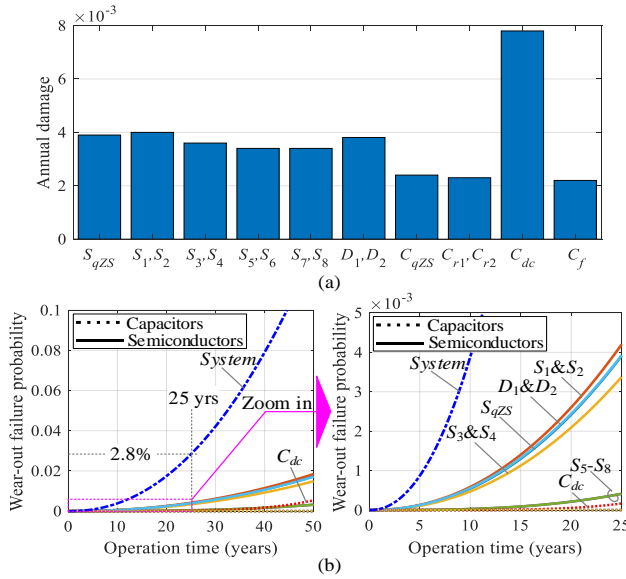 ×10⁻³
8
6
4
2
0
Annual damage
S_qZS
S_1,S_2
S_3,S_4
S_5,S_6
S_7,S_8
D_1,D_2
C_qZS
C_r1,C_r2
C_dc
C_f
(a)
0.1
0.08
0.06
0.04
0.02
0
Wear-out failure probability
Capacitors
Semiconductors
System
25 yrs
Zoom in
2.8%
C_dc
0 10 20 30 40 50
Operation time (years)
×10⁻³
5
4
3
2
1
0
Wear-out failure probability
Capacitors
Semiconductors
System
S_1&S_2
D_1&D_2
S_qZS
S_3&S_4
S_5-S_8
C_dc
0 5 10 15 20 25
Operation time (years)
(b)